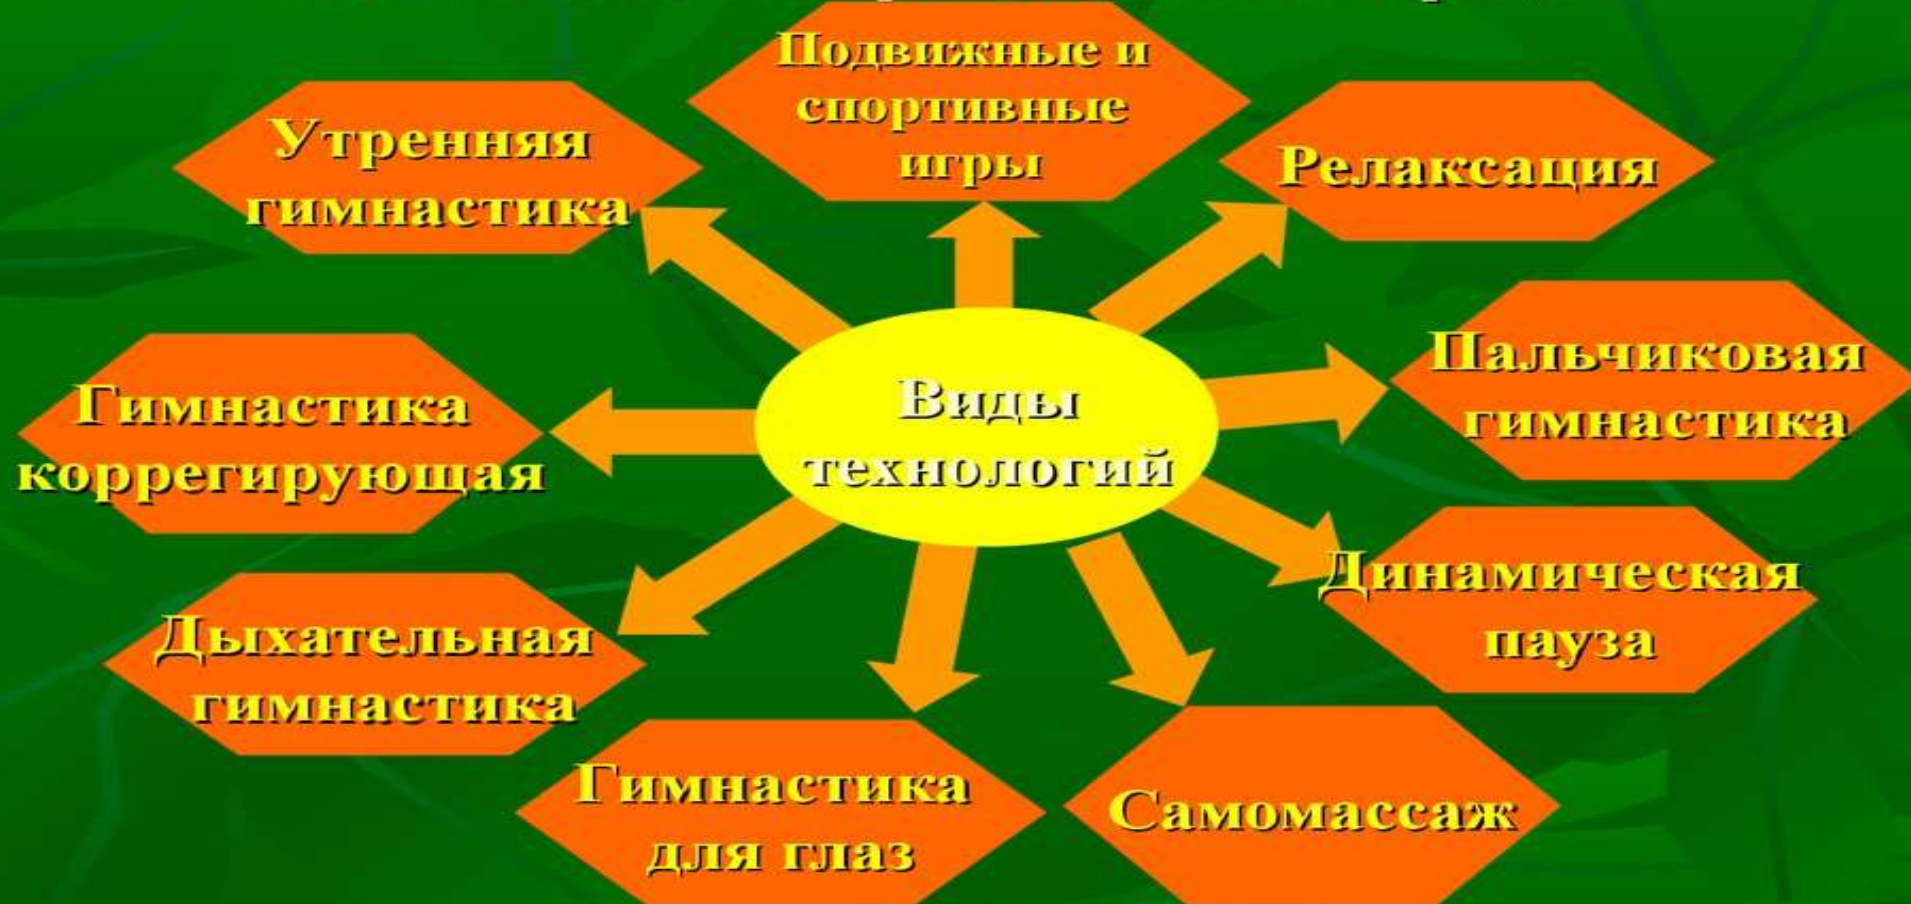 Подвижные и
спортивные
игры
Утренняя
гимнастика
Релаксация
Пальчиковая
гимнастика
Виды
технологий
Гимнастика
коррегирующая
Динамическая
пауза
Дыхательная
гимнастика
Гимнастика
для глаз
Самомассаж